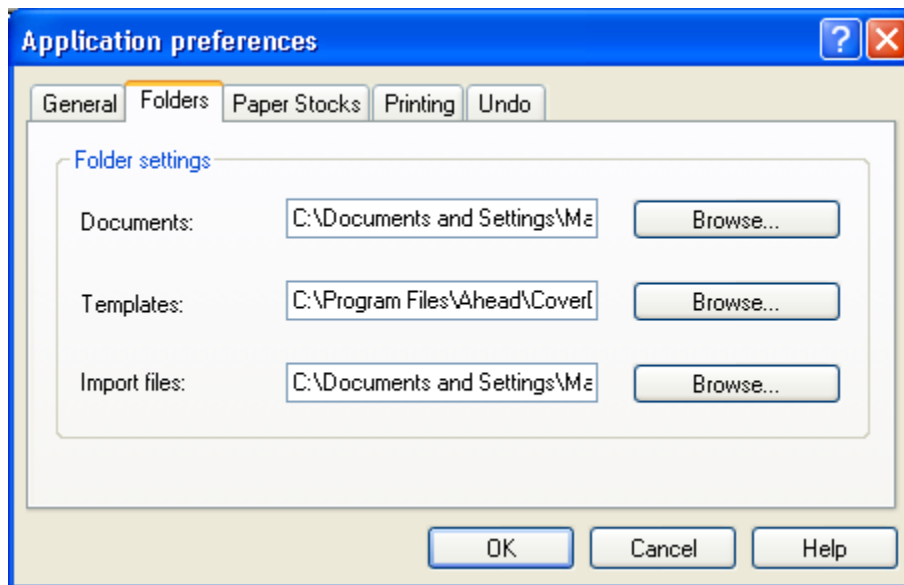 Application preferences
General Folders Paper Stocks Printing Undo
Folder settings
Documents: C:\Documents and Settings\Ma Browse...
Templates: C:\Program Files\Ahead\Cover Browse...
Import files: C:\Documents and Settings\Ma Browse...
OK Cancel Help